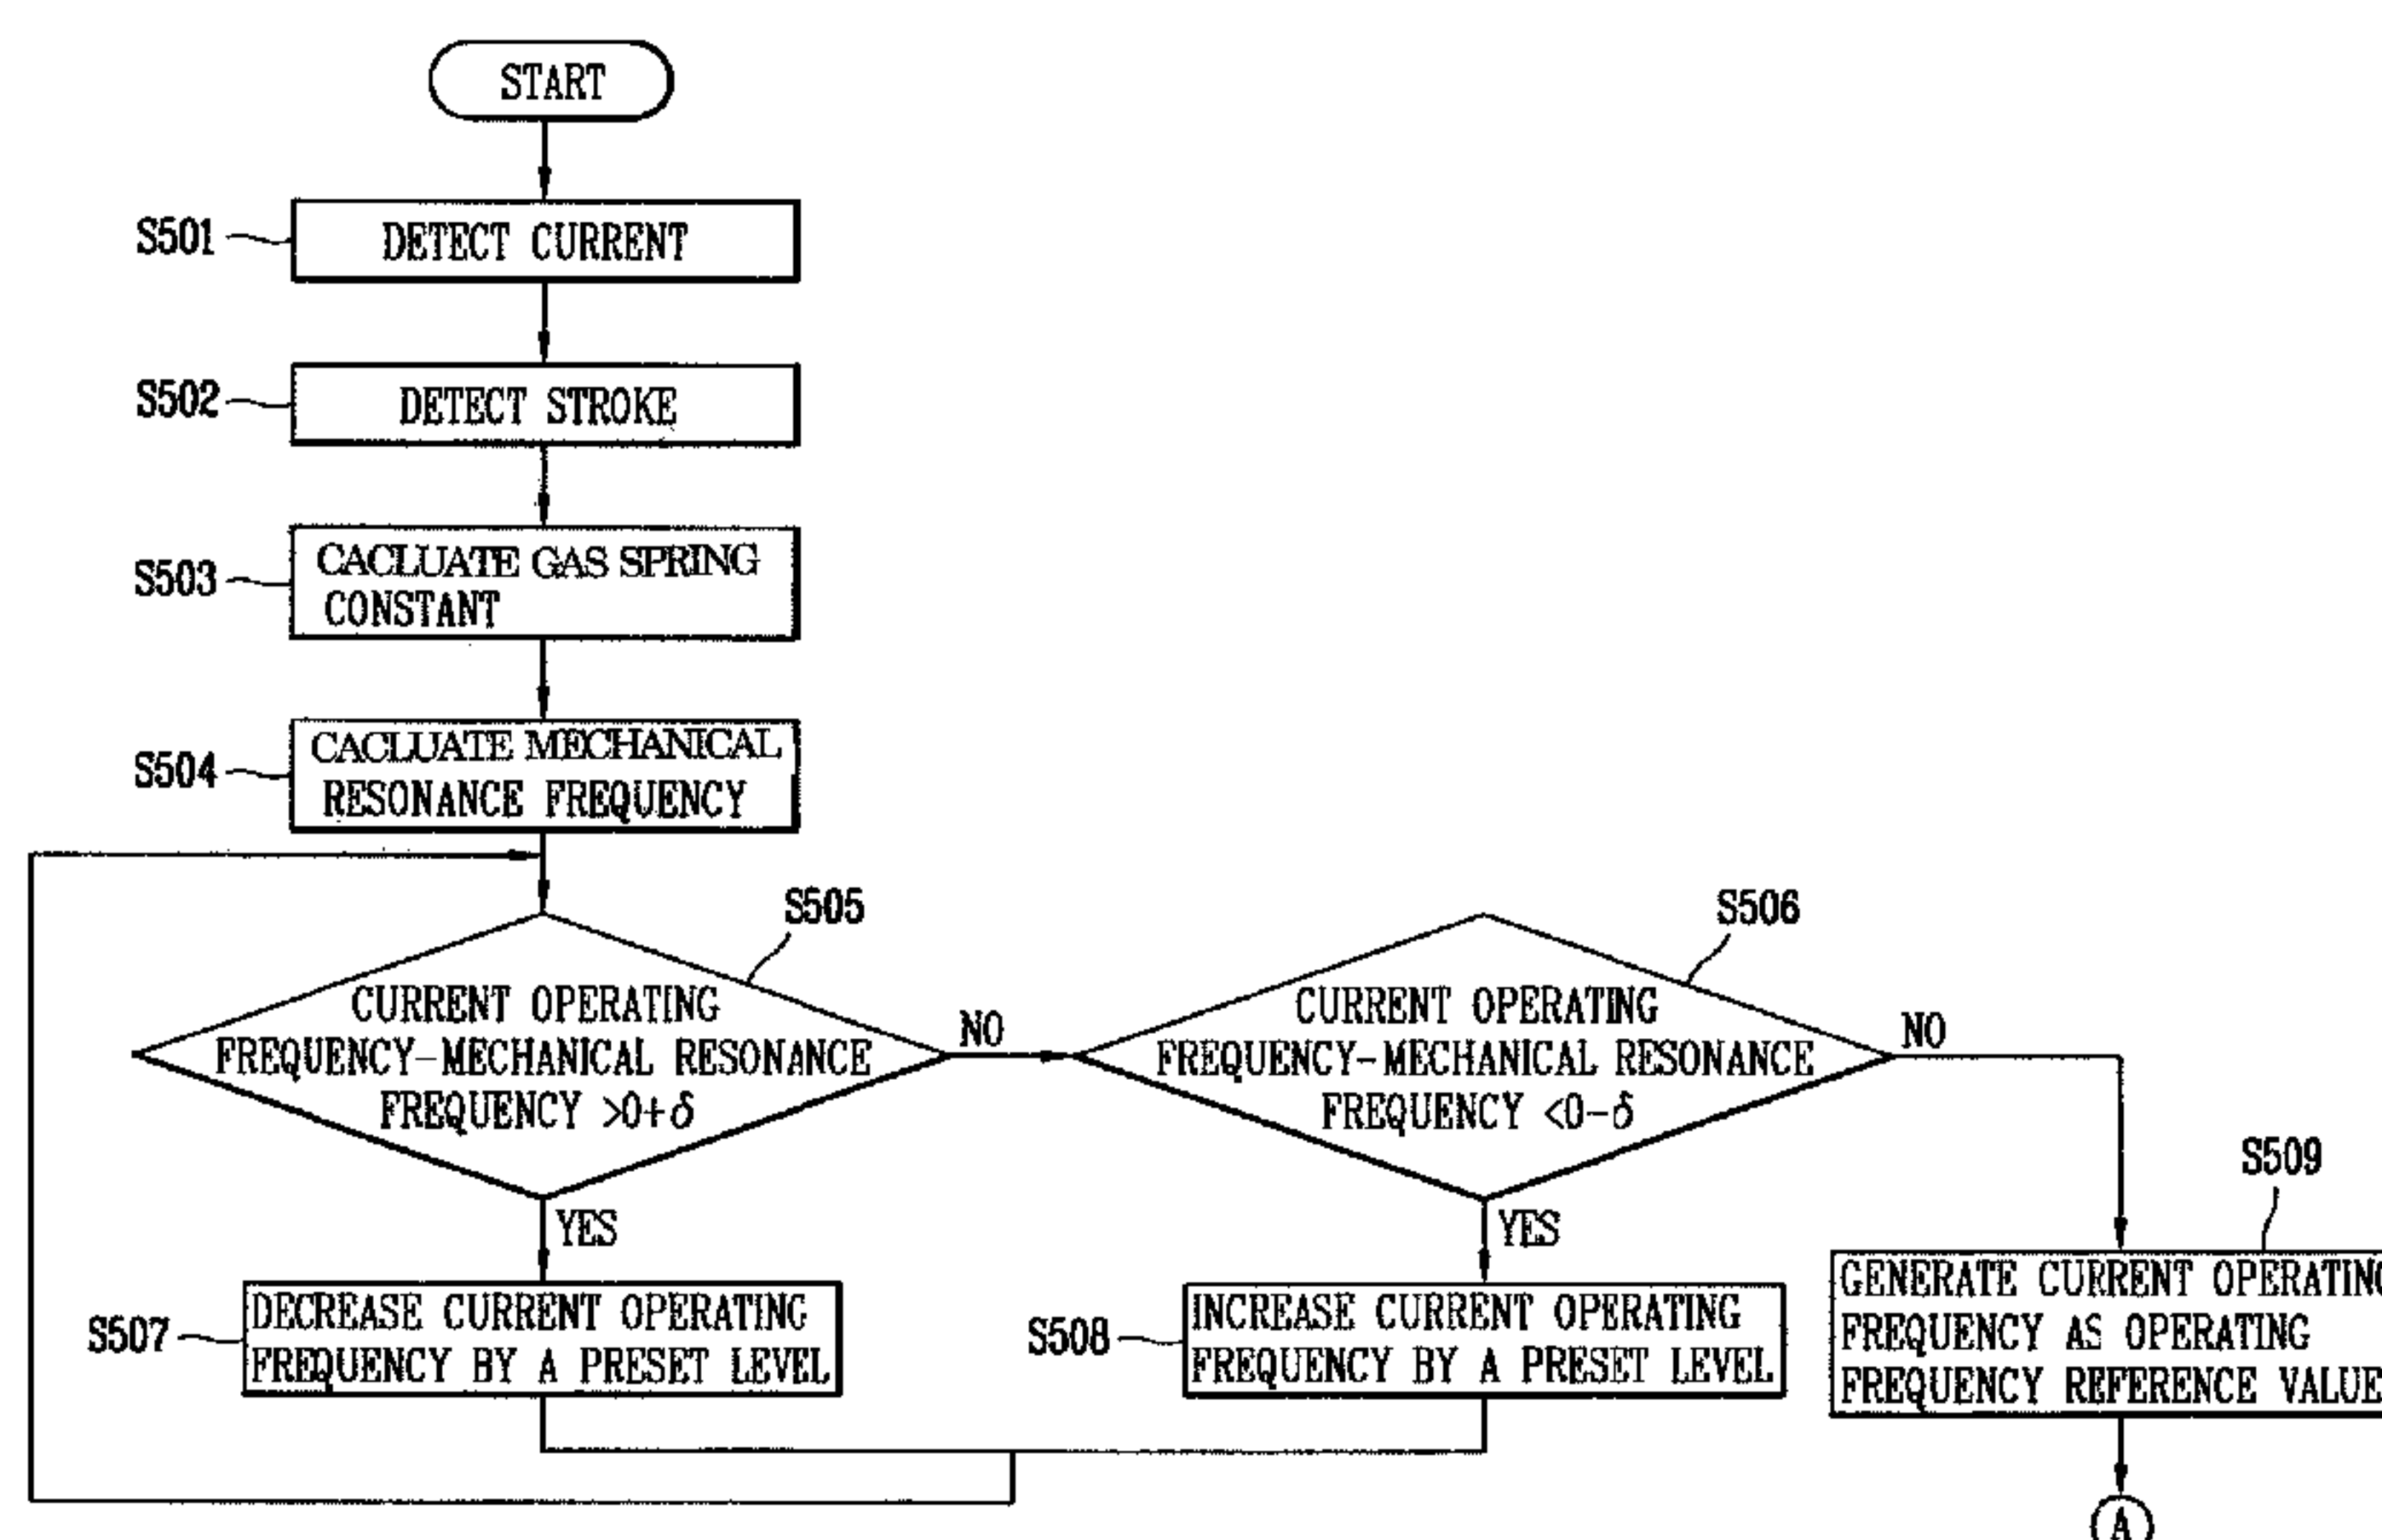 START
S501
DETECT CURRENT
S502
DETECT STROKE
S503
CACLUATE GAS SPRING
CONSTANT
S504
CACLUATE MECHANICAL
RESONANCE FREQUENCY
S505
CURRENT OPERATING
FREQUENCY-MECHANICAL RESONANCE
FREQUENCY >0+δ
NO
YES
S506
CURRENT OPERATING
FREQUENCY-MECHANICAL RESONANCE
FREQUENCY <0-δ
NO
YES
S507
DECREASE CURRENT OPERATING
FREQUENCY BY A PRESET LEVEL
S508
INCREASE CURRENT OPERATING
FREQUENCY BY A PRESET LEVEL
S509
GENERATE CURRENT OPERATING
FREQUENCY AS OPERATING
FREQUENCY REFERENCE VALUE
A